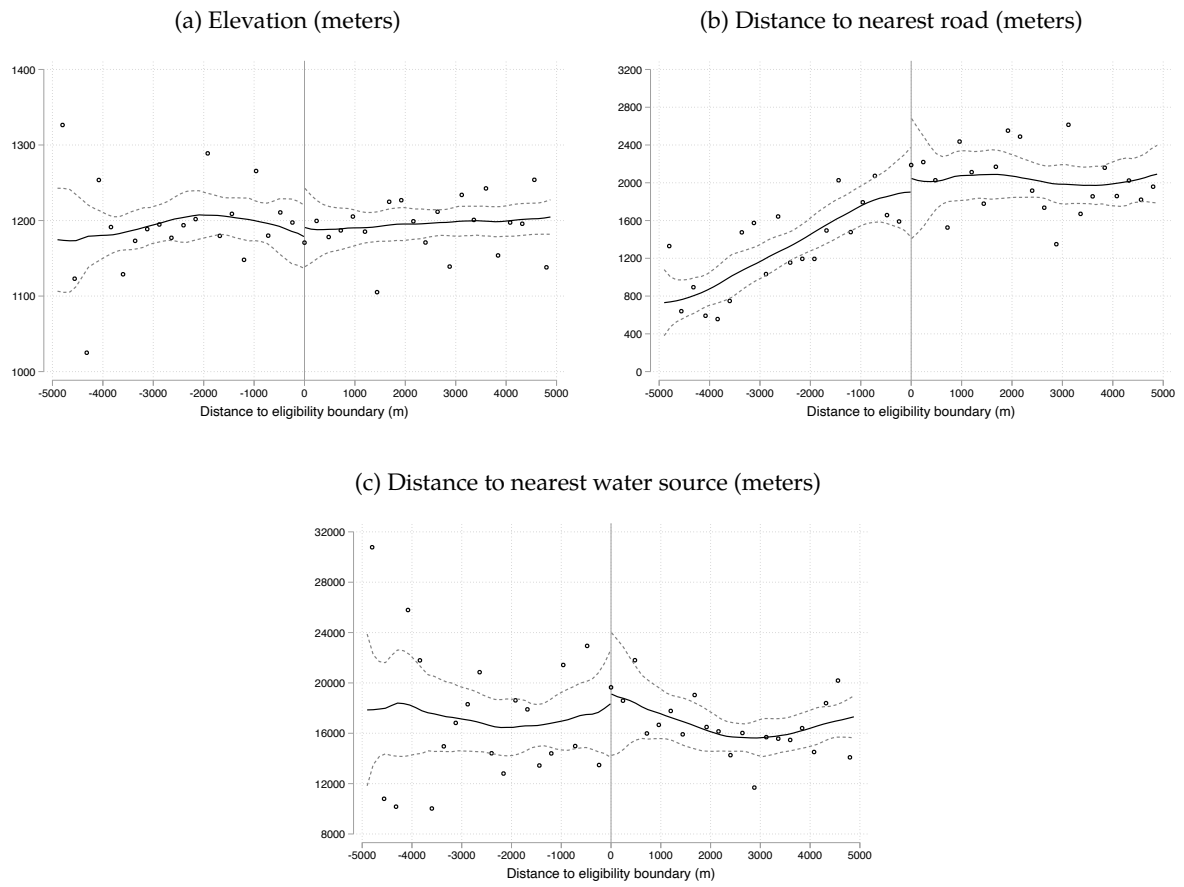 (a) Elevation (meters)
(b) Distance to nearest road (meters)
1400
1300
1200
1100
1000
-5000 -4000 -3000 -2000 -1000 0 1000 2000 3000 4000 5000
Distance to eligibility boundary (m)
3200
2800
2400
2000
1600
1200
800
400
0
-5000 -4000 -3000 -2000 -1000 0 1000 2000 3000 4000 5000
Distance to eligibility boundary (m)
(c) Distance to nearest water source (meters)
32000
28000
24000
20000
16000
12000
8000
-5000 -4000 -3000 -2000 -1000 0 1000 2000 3000 4000 5000
Distance to eligibility boundary (m)